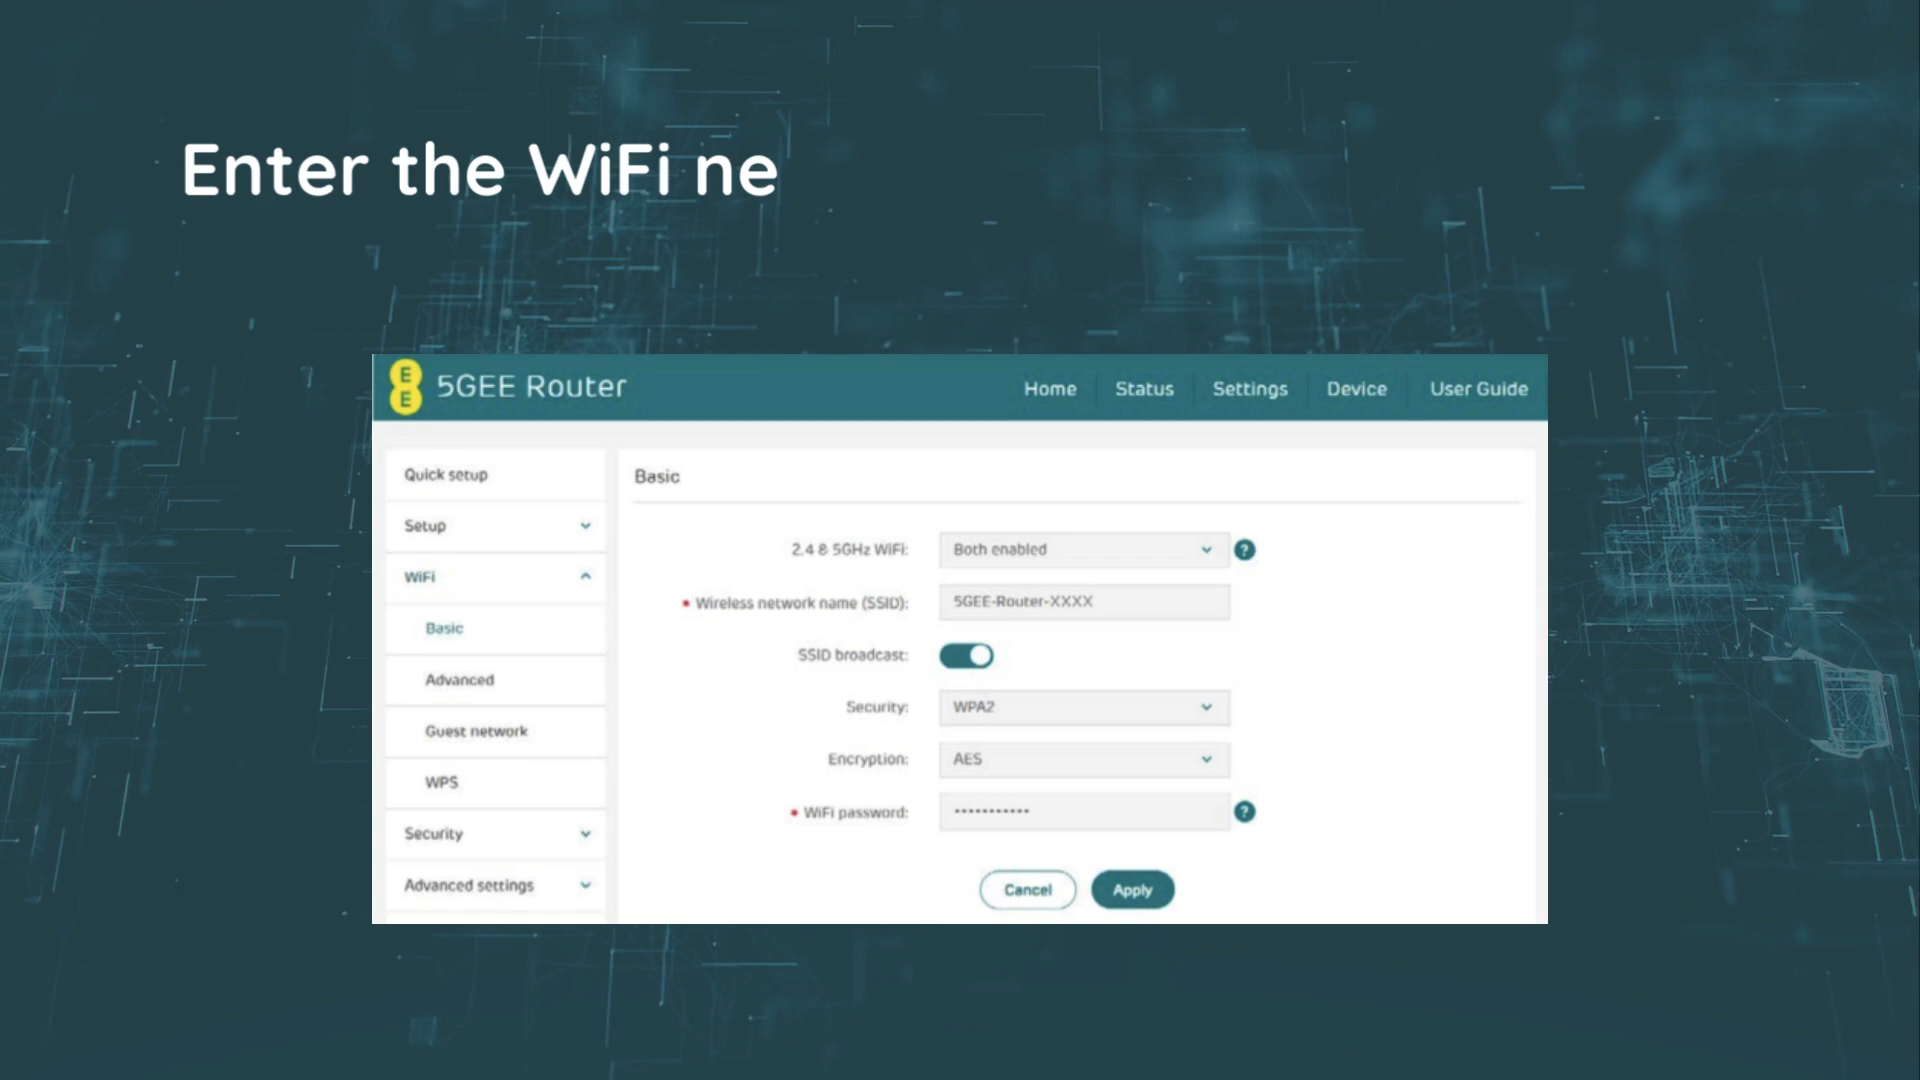 Enter the WiFi ne
E
E
5GEE Router
Home
Status
Settings
Device
User Guide
Quick setup
Setup
WiFi
Basic
Advanced
Guest network
WPS
Security
Advanced settings
Basic
2.4 & 5GHz WiFi: Both enabled ?
• Wireless network name (SSID): 5GEE-Router-XXXX
SSID broadcast:
Security: WPA2
Encryption: AES
• WiFi password: ••••••••••• ?
Cancel
Apply